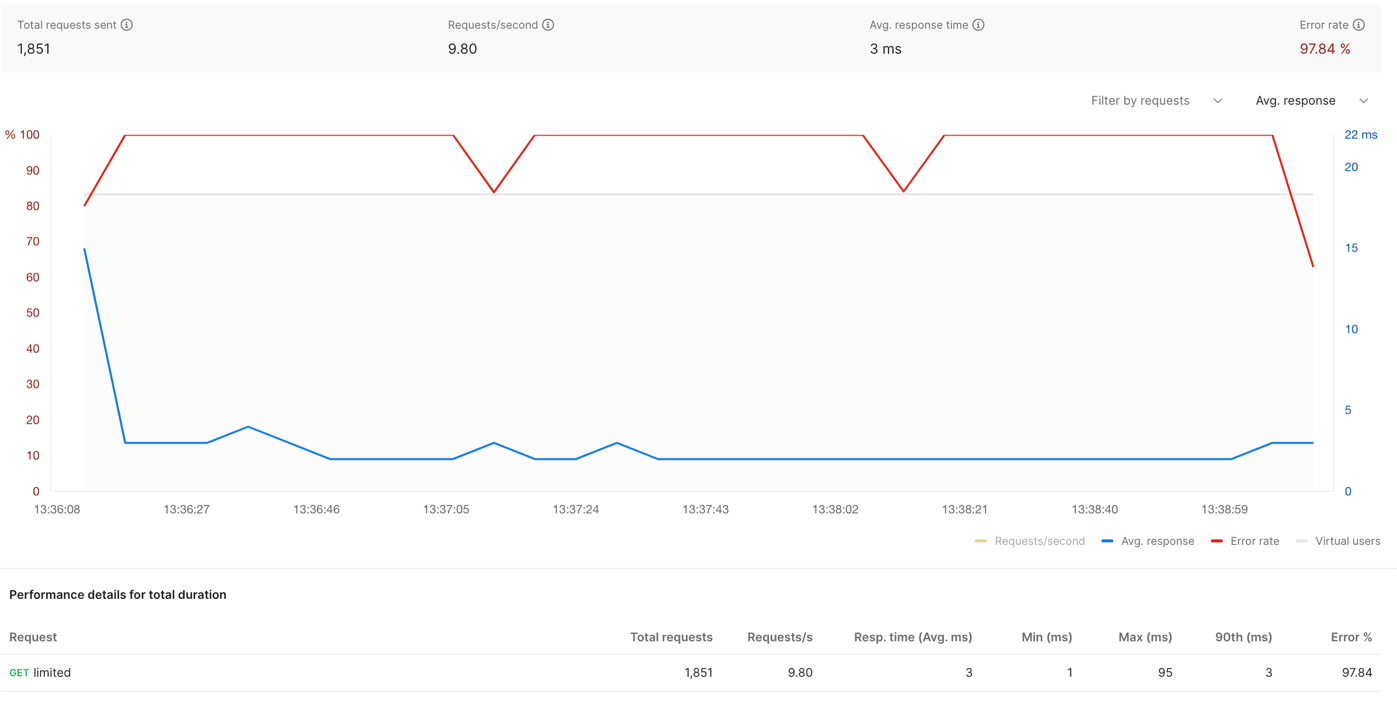 Total requests sent
Requests/second
Avg. response time
Error rate
1,851
9.80
3 ms
97.84 %
Filter by requests
Avg. response
% 100
90
80
70
60
50
40
30
20
10
0
22 ms
20
15
10
5
0
13:36:08
13:36:27
13:36:46
13:37:05
13:37:24
13:37:43
13:38:02
13:38:21
13:38:40
13:38:59
Requests/second
Avg. response
Error rate
Virtual users
Performance details for total duration
Request Total requests Requests/s Resp. time (Avg. ms) Min (ms) Max (ms) 90th (ms) Error %
GET limited 1,851 9.80 3 1 95 3 97.84